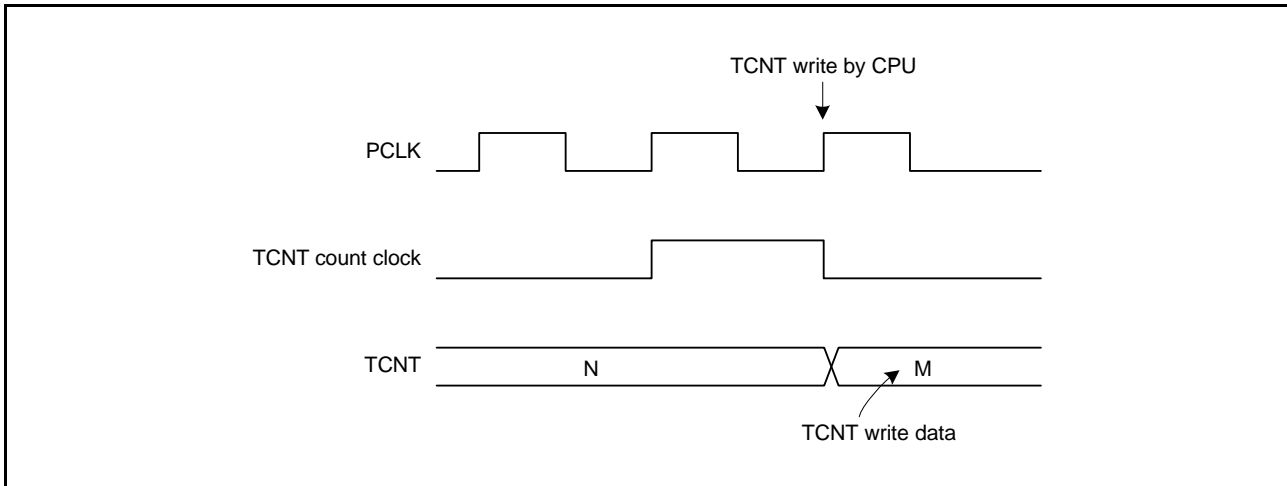 TCNT write by CPU
PCLK
TCNT count clock
TCNT
N
M
TCNT write data